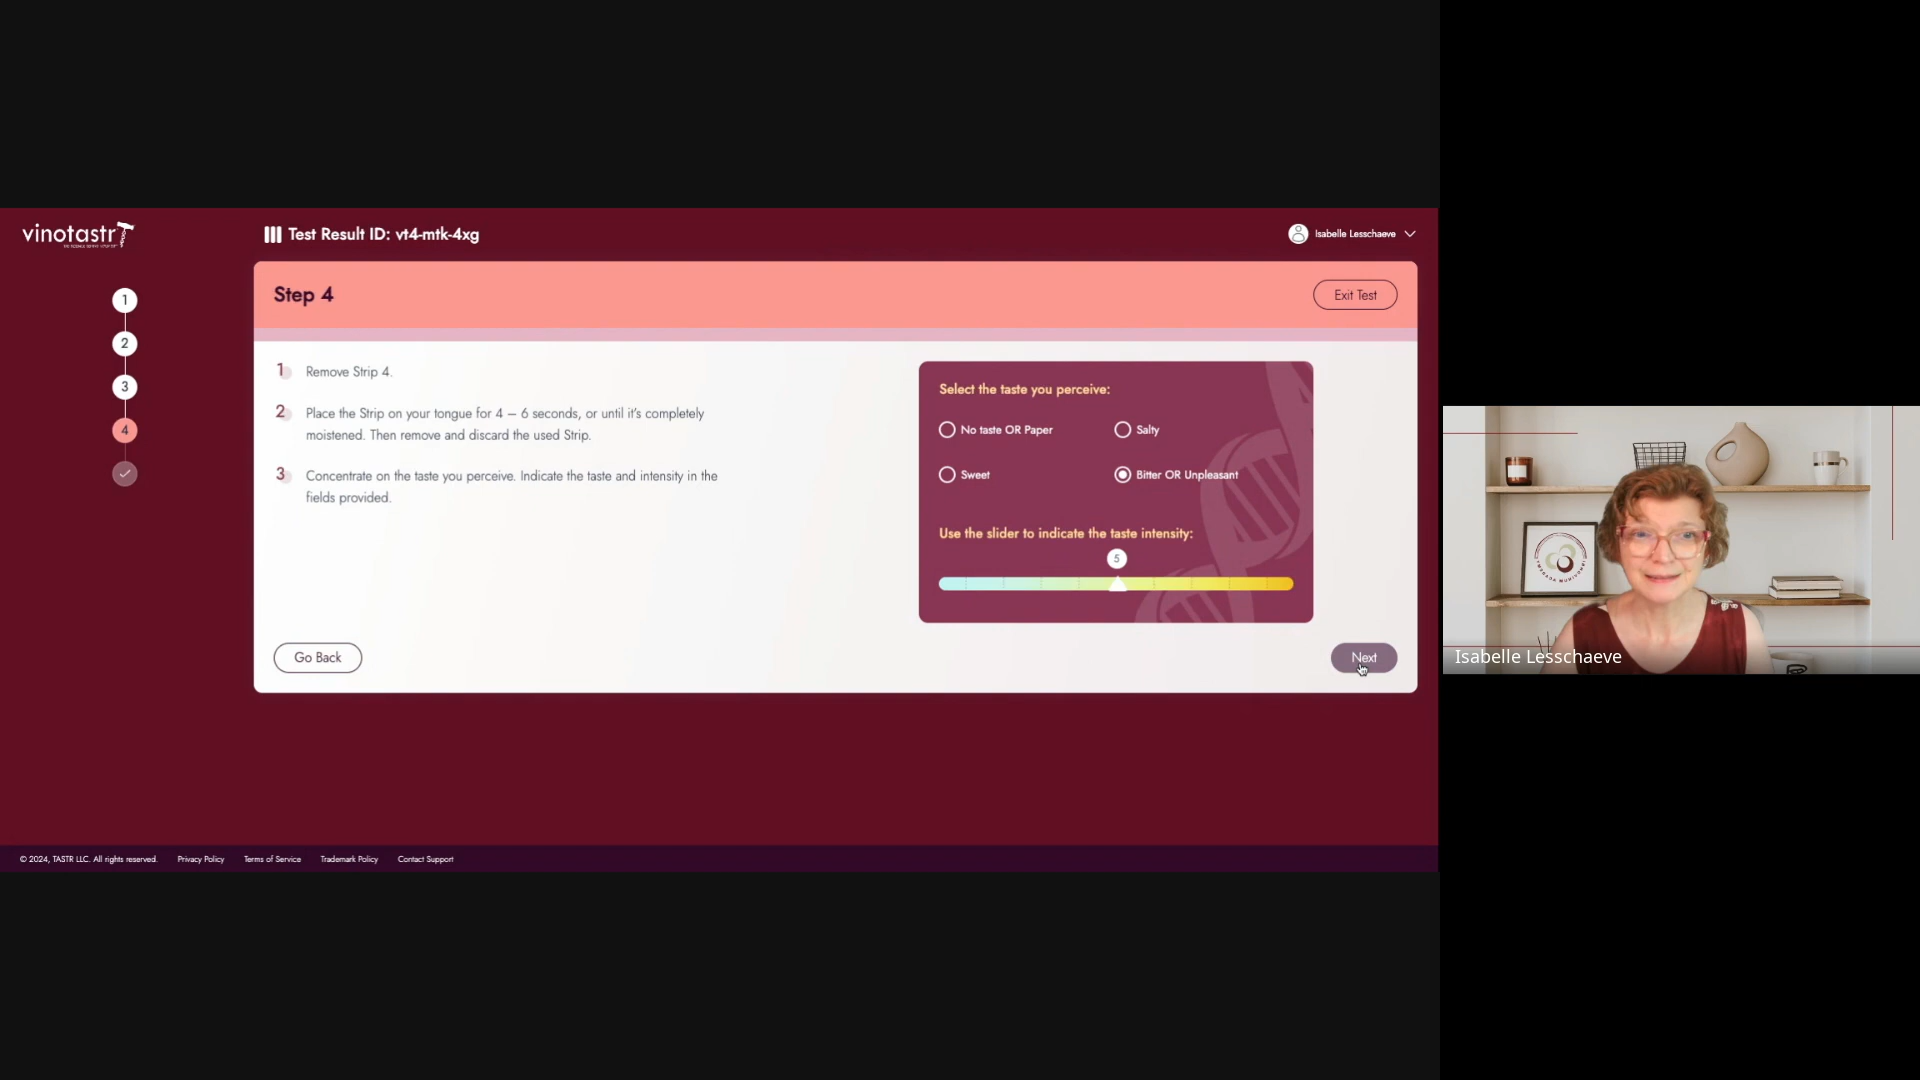 vinotastr
Test Result ID: vt4-mtk-4xg
Isabelle Lesschaeve
1
2
3
4
Step 4
Exit Test
1 Remove Strip 4.
2 Place the Strip on your tongue for 4 – 6 seconds, or until it's completely
moistened. Then remove and discard the used Strip.
3 Concentrate on the taste you perceive. Indicate the taste and intensity in the
fields provided.
Select the taste you perceive:
No taste OR Paper
Salty
Sweet
Bitter OR Unpleasant
Use the slider to indicate the taste intensity:
5
Go Back
Next
© 2024, TASTR LLC. All rights reserved.
Privacy Policy
Terms of Service
Trademark Policy
Contact Support
Isabelle Lesschaeve